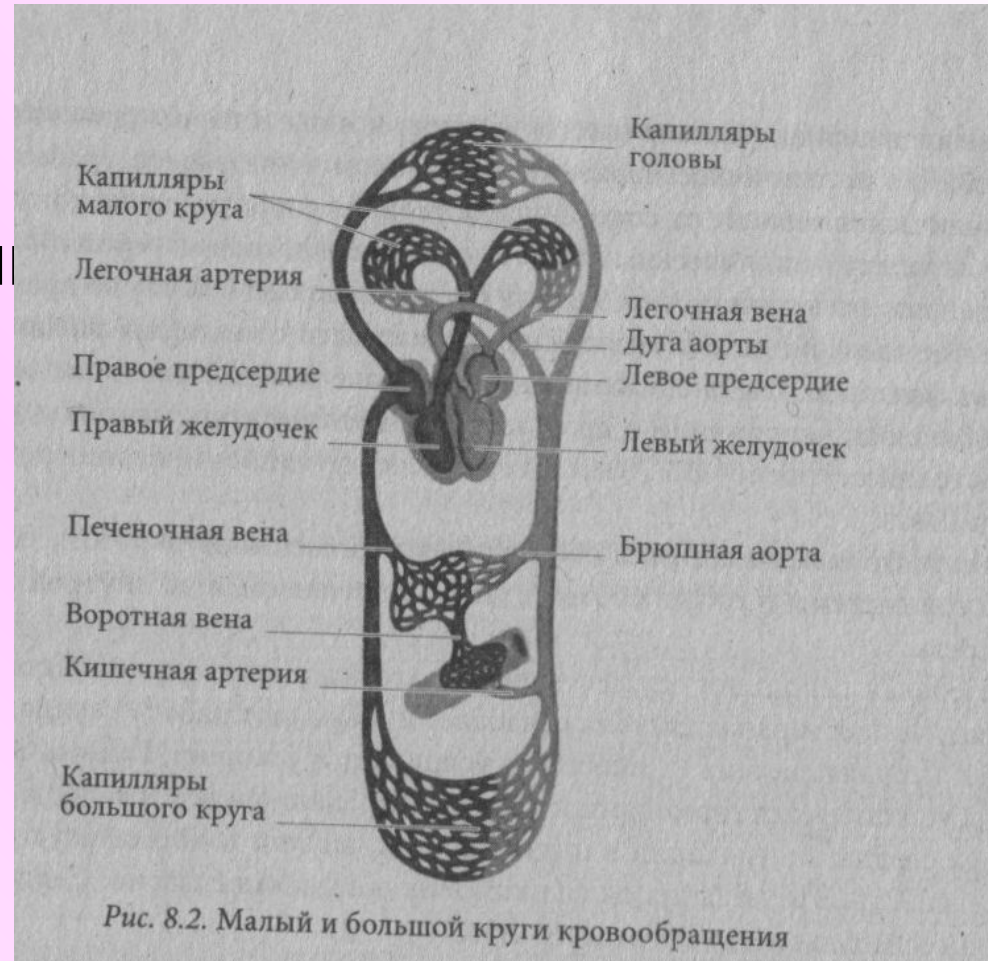 Капилляры
головы
Капилляры
малого круга
Легочная артерия
Легочная вена
Дуга аорты
Правое предсердие
Левое предсердие
Правый желудочек
Левый желудочек
Печеночная вена
Брюшная аорта
Воротная вена
Кишечная артерия
Капилляры
большого круга
Рис. 8.2. Малый и большой круги кровообращения